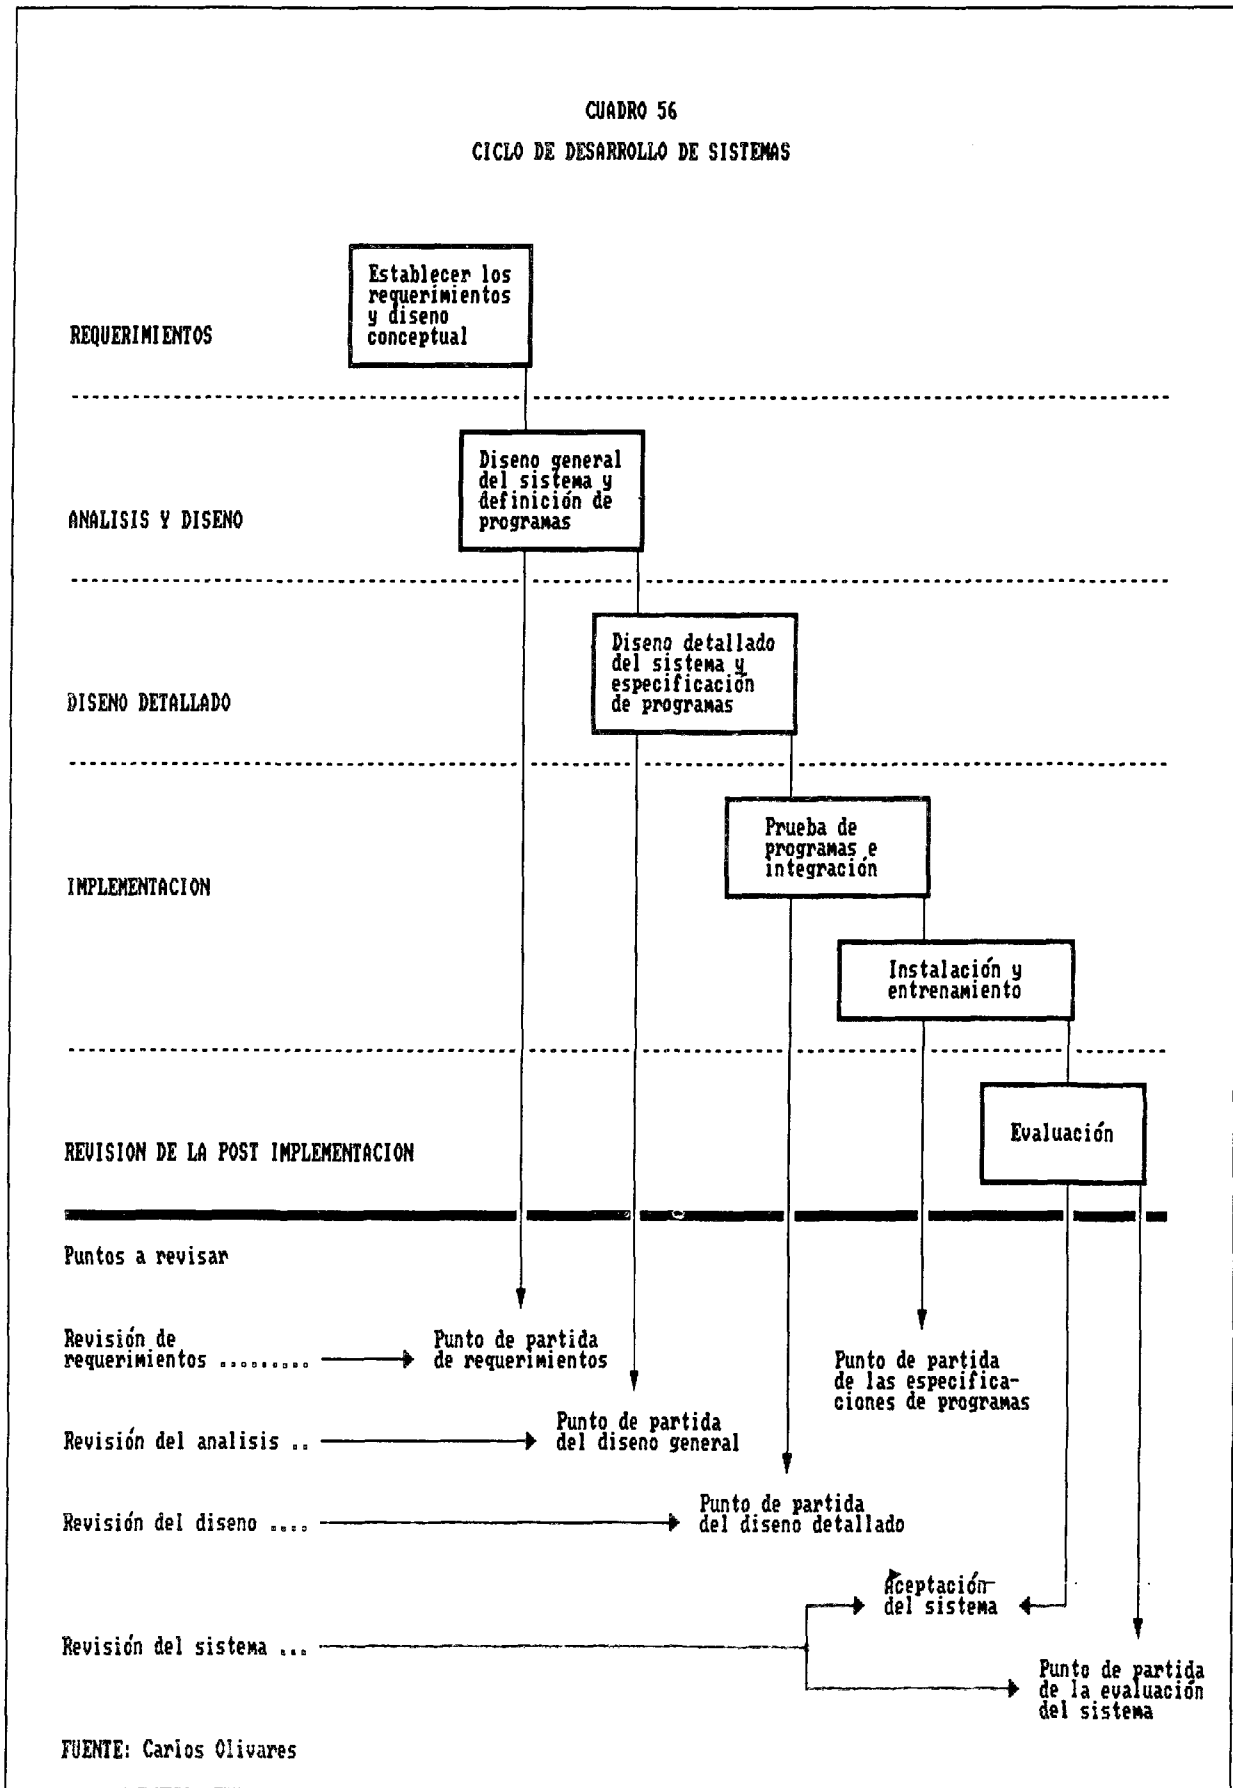 CUADRO 56
CICLO DE DESARROLLO DE SISTEMAS
Establecer los
requerimientos
y diseno
conceptual
REQUERIMIENTOS
Diseno general
del sistema y
definición de
programas
ANALISIS Y DISENO
Diseno detallado
del sistema y
especificación
de programas
DISENO DETALLADO
Prueba de
programas e
integración
IMPLEMENTACION
Instalación y
entrenamiento
Evaluación
REVISION DE LA POST IMPLEMENTACION
Puntos a revisar
Revisión de
requerimientos .........
Punto de partida
de requerimientos
Punto de partida
de las especifica-
ciones de programas
Revisión del analisis ..
Punto de partida
del diseno general
Revisión del diseno ....
Punto de partida
del diseno detallado
Aceptación
del sistema
Revisión del sistema ...
Punto de partida
de la evaluación
del sistema
FUENTE: Carlos Olivares